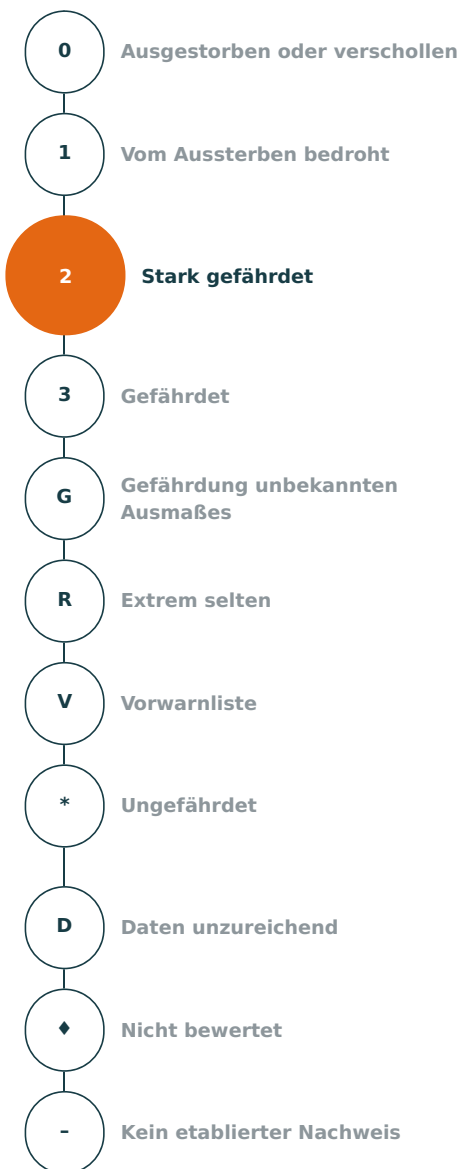 0 Ausgestorben oder verschollen
1 Vom Aussterben bedroht
2 Stark gefährdet
3 Gefährdet
G Gefährdung unbekannten
Ausmaßes
R Extrem selten
V Vorwarnliste
* Ungefährdet
D Daten unzureichend
♦ Nicht bewertet
– Kein etablierter Nachweis